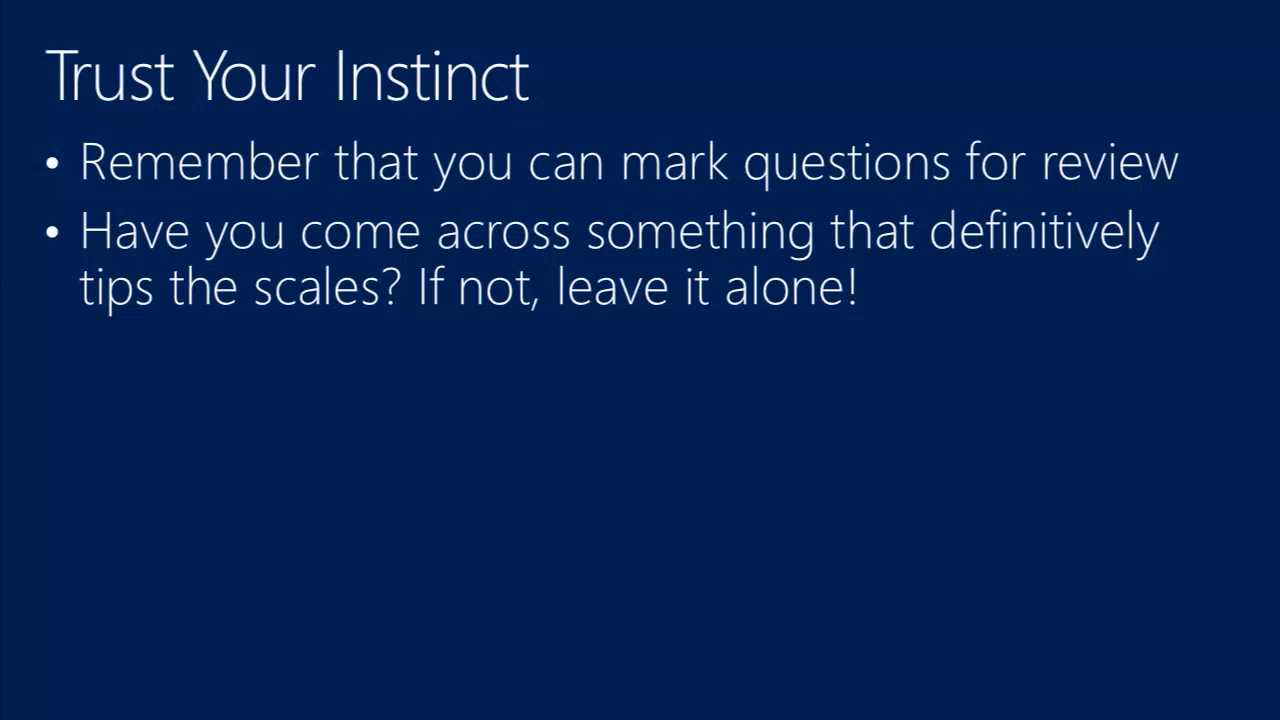 Trust Your Instinct
• Remember that you can mark questions for review
• Have you come across something that definitively
tips the scales? If not, leave it alone!